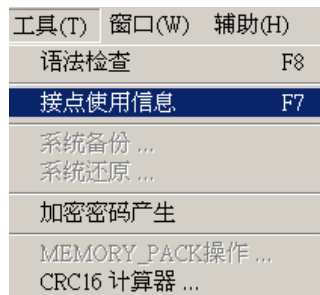 工具(T) 窗口(W) 辅助(H)
语法检查 F8
接点使用信息 F7
系统备份 ...
系统还原 ...
加密密码产生
MEMORY_PACK操作 ...
CRC16 计算器 ...